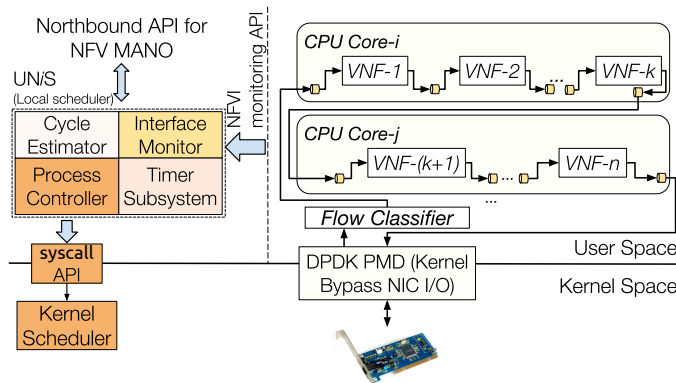 Northbound API for
NFV MANO
UNiS
(Local scheduler)
Cycle
Estimator
Interface
Monitor
Process
Controller
Timer
Subsystem
syscall
API
Kernel
Scheduler
NFVI
monitoring API
CPU Core-i
VNF-1
VNF-2
...
VNF-k
CPU Core-j
VNF-(k+1)
...
VNF-n
...
Flow Classifier
DPDK PMD (Kernel
Bypass NIC I/O)
User Space
Kernel Space